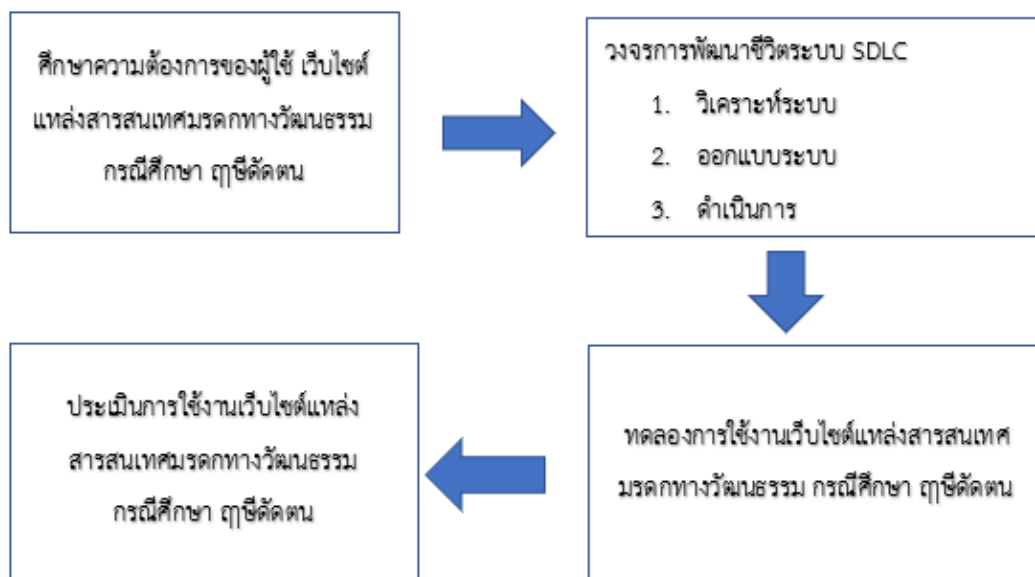 ศึกษาความต้องการของผู้ใช้ เว็บไซต์
แหล่งสารสนเทศมรดกทางวัฒนธรรม
กรณีศึกษา ฤๅษีดัดตน
วงจรการพัฒนาชีวิตระบบ SDLC
1. วิเคราะห์ระบบ
2. ออกแบบระบบ
3. ดำเนินการ
ทดลองการใช้งานเว็บไซต์แหล่งสารสนเทศ
มรดกทางวัฒนธรรม กรณีศึกษา ฤๅษีดัดตน
ประเมินการใช้งานเว็บไซต์แหล่ง
สารสนเทศมรดกทางวัฒนธรรม
กรณีศึกษา ฤๅษีดัดตน